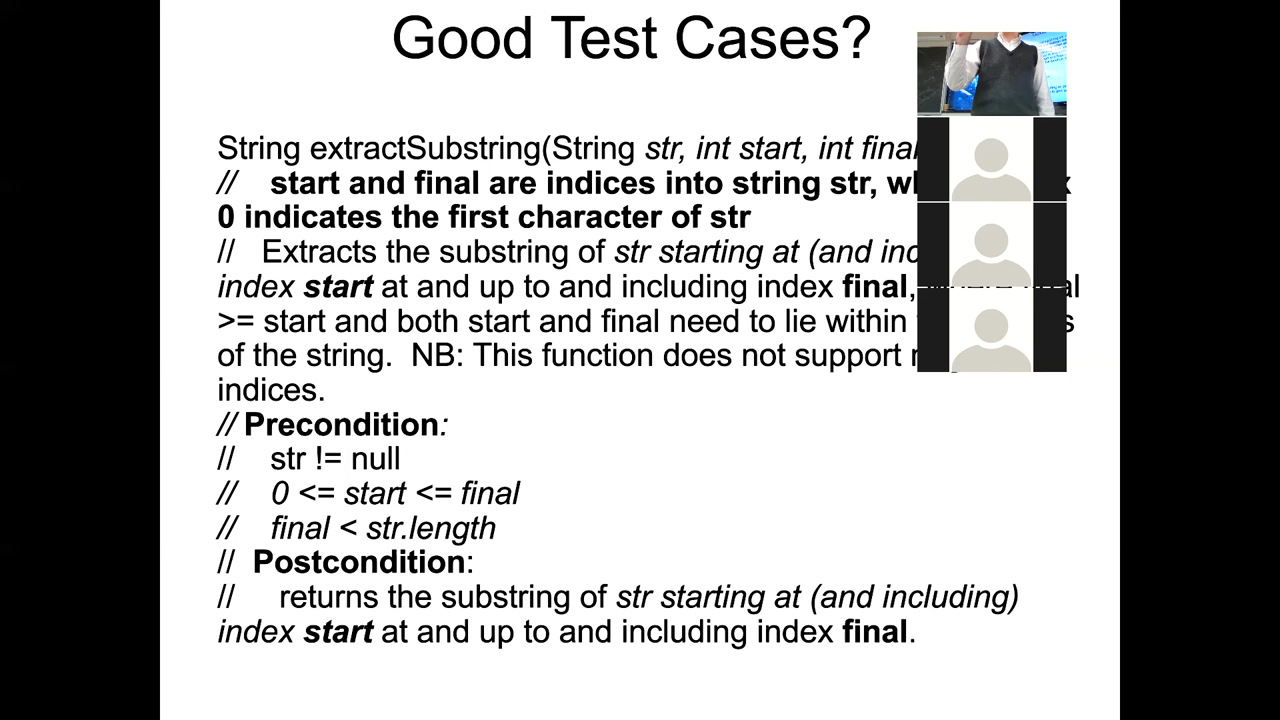 Good Test Cases?
String extractSubstring(String str, int start, int final
// start and final are indices into string str,
0 indicates the first character of str
// Extracts the substring of str starting at (and
index start at and up to and including index final,
>= start and both start and final need to lie within
of the string. NB: This function does not support
indices.
// Precondition:
// str != null
// 0 <= start <= final
// final < str.length
// Postcondition:
// returns the substring of str starting at (and including)
index start at and up to and including index final.